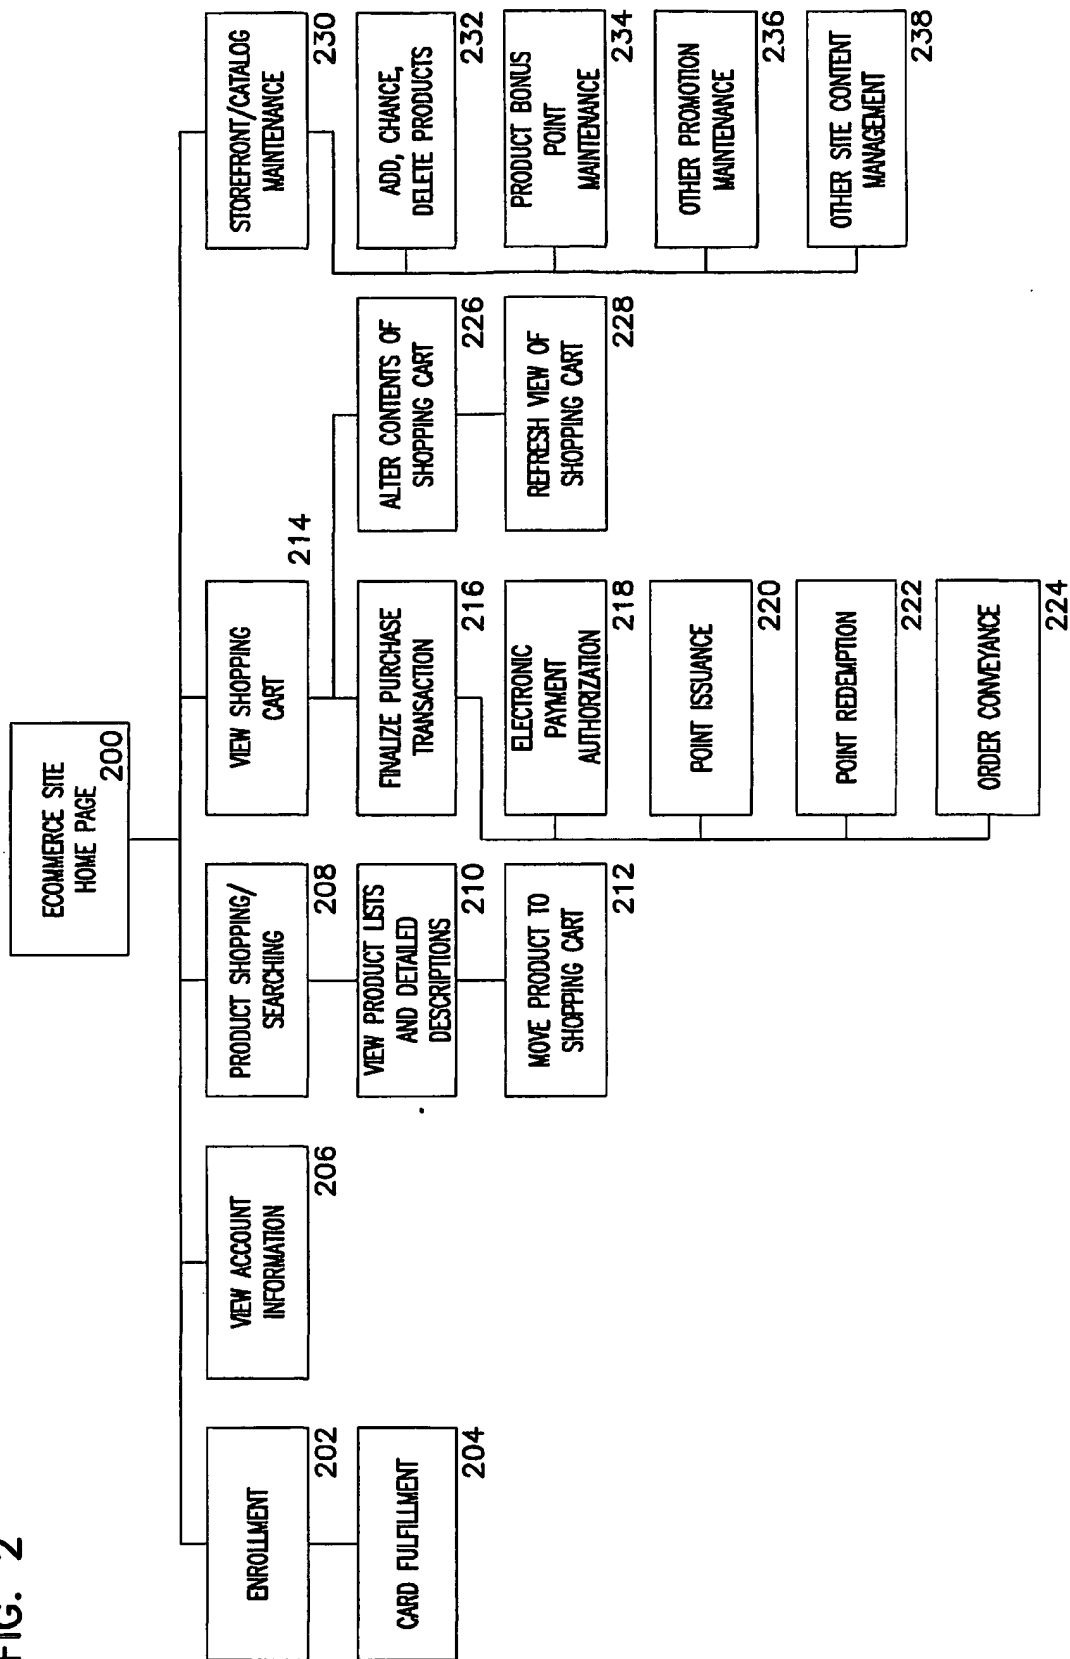 FIG. 2
ECOMMERCE SITE
HOME PAGE
200
ENROLLMENT
202
CARD FULFILLMENT
204
VIEW ACCOUNT
INFORMATION
206
PRODUCT SHOPPING/
SEARCHING
208
VIEW PRODUCT LISTS
AND DETAILED
DESCRIPTIONS
210
MOVE PRODUCT TO
SHOPPING CART
212
VIEW SHOPPING
CART
214
FINALIZE PURCHASE
TRANSACTION
216
ELECTRONIC
PAYMENT
AUTHORIZATION
218
POINT ISSUANCE
220
POINT REDEMPTION
222
ORDER CONVEYANCE
224
ALTER CONTENTS OF
SHOPPING CART
226
REFRESH VIEW OF
SHOPPING CART
228
STOREFRONT/CATALOG
MAINTENANCE
230
ADD, CHANCE,
DELETE PRODUCTS
232
PRODUCT BONUS
POINT
MAINTENANCE
234
OTHER PROMOTION
MAINTENANCE
236
OTHER SITE CONTENT
MANAGEMENT
238